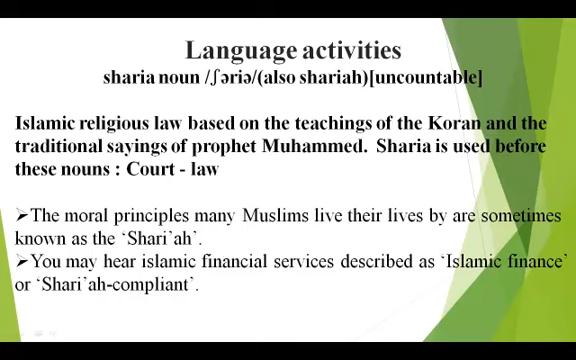 Language activities
sharia noun /ʃəriə/(also shariah)[uncountable]
Islamic religious law based on the teachings of the Koran and the
traditional sayings of prophet Muhammed. Sharia is used before
these nouns : Court - law
➢The moral principles many Muslims live their lives by are sometimes
known as the ‘Shari’ah’.
➢You may hear islamic financial services described as ‘Islamic finance’
or ‘Shari’ah-compliant’.